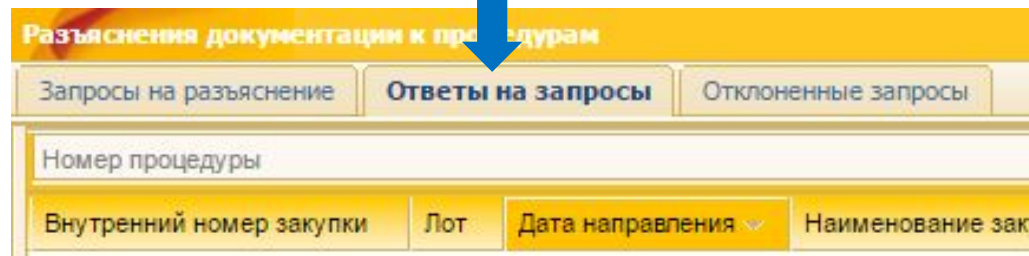 Разъяснения документации к процедурам
Запросы на разъяснение Ответы на запросы Отклоненные запросы
Номер процедуры
Внутренний номер закупки Лот Дата направления Наименование